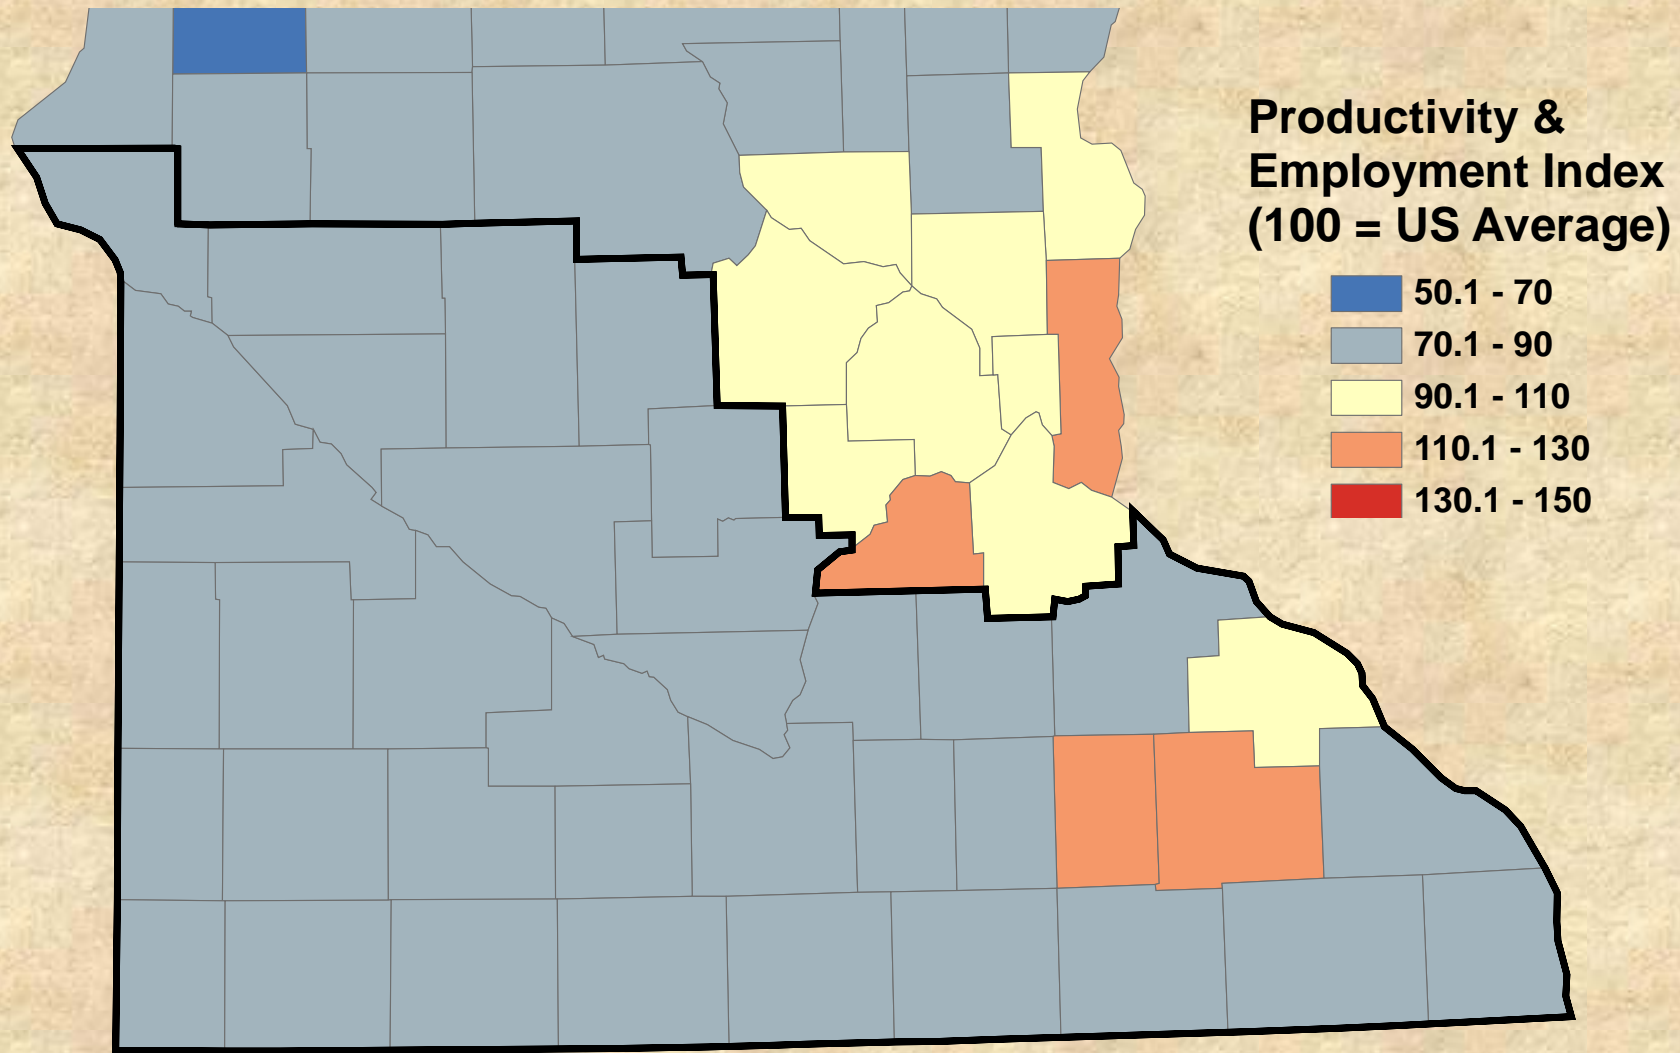 Productivity &
Employment Index
(100 = US Average)
50.1 - 70
70.1 - 90
90.1 - 110
110.1 - 130
130.1 - 150